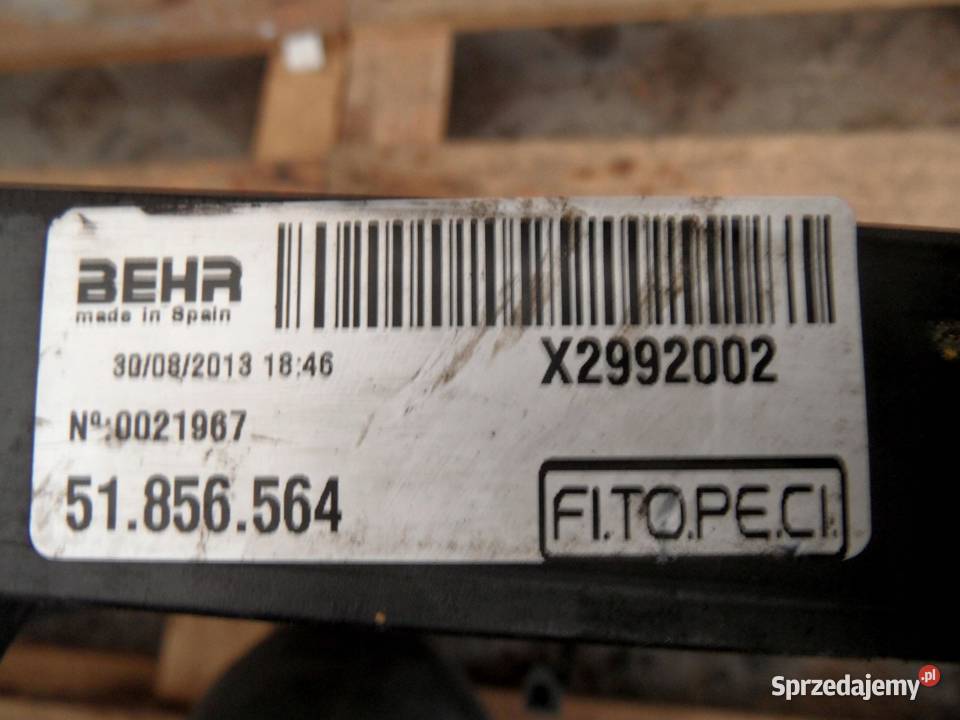 BEHR
made in Spain
30/08/2013 18:46
X2992002
Nº:0021967
51.856.564
FI.TO.PE.CI.
Sprzedajemy.pl